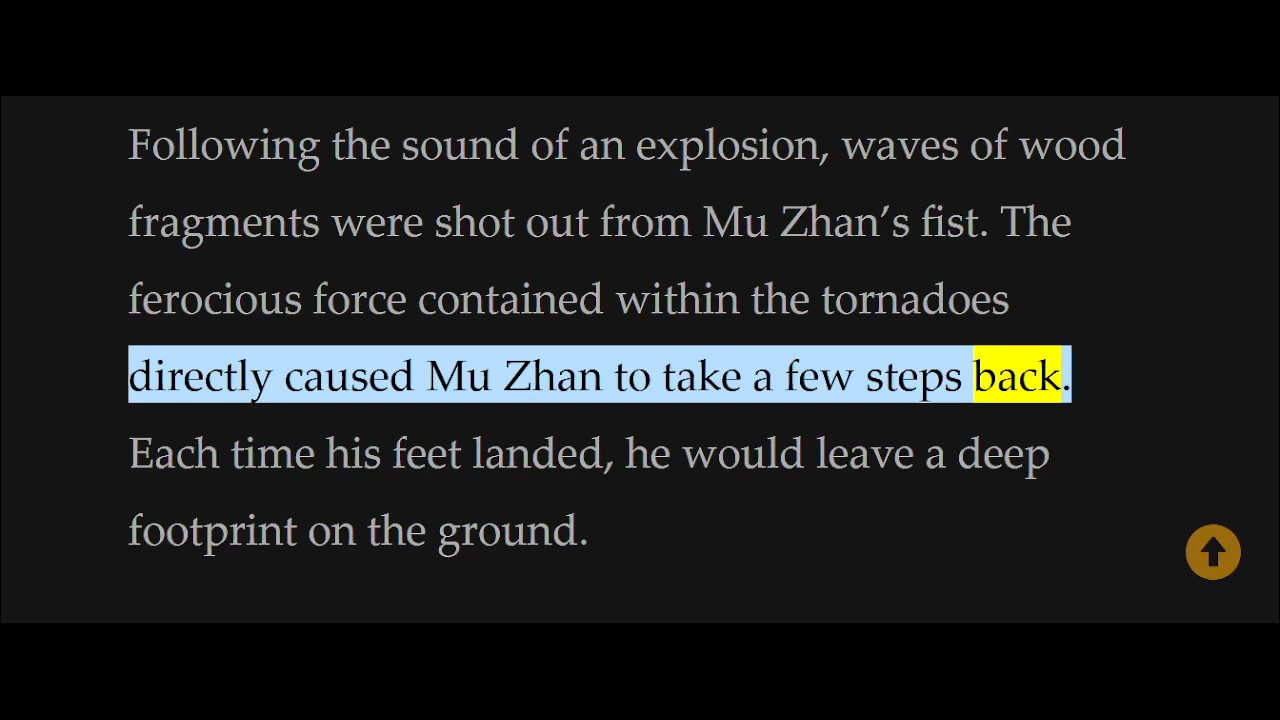 Following the sound of an explosion, waves of wood
fragments were shot out from Mu Zhan’s fist. The
ferocious force contained within the tornadoes
directly caused Mu Zhan to take a few steps back.
Each time his feet landed, he would leave a deep
footprint on the ground.